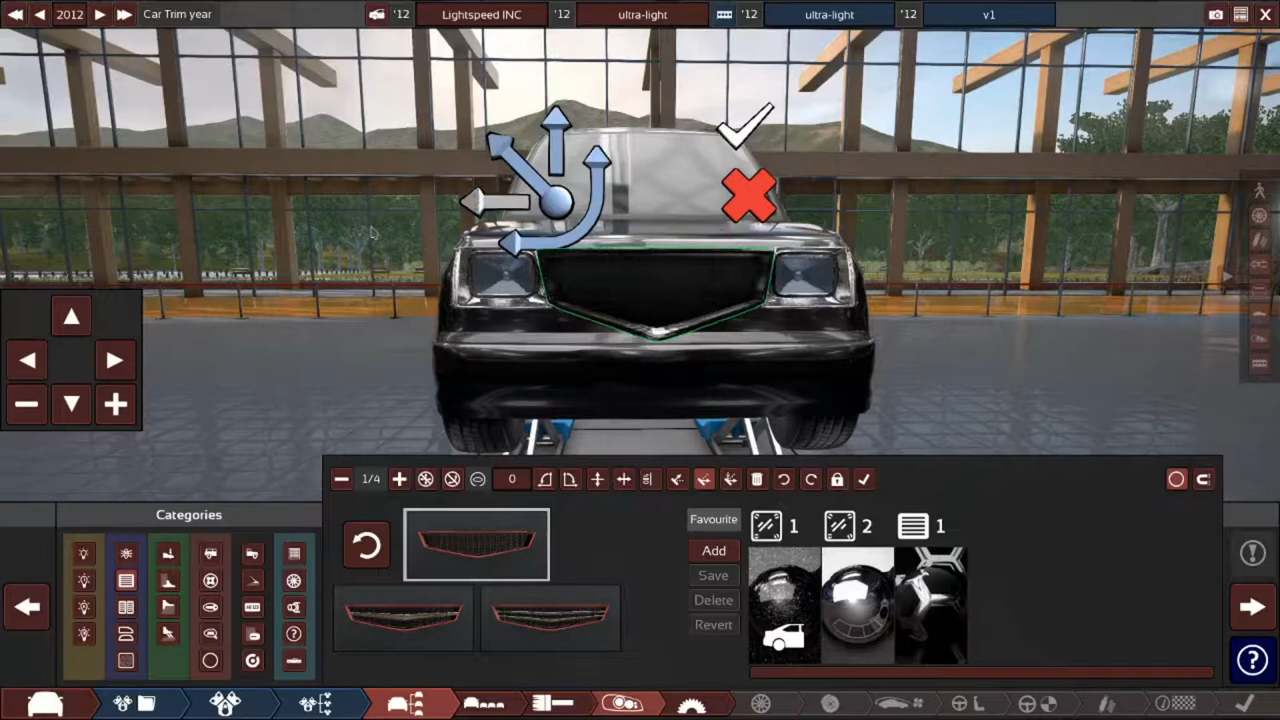 2012 Car Trim year '12 Lightspeed INC '12 ultra-light '12 ultra-light '12 v1
1/4 0
Categories
Favourite 1 2 1
Add
Save
Delete
Revert
?